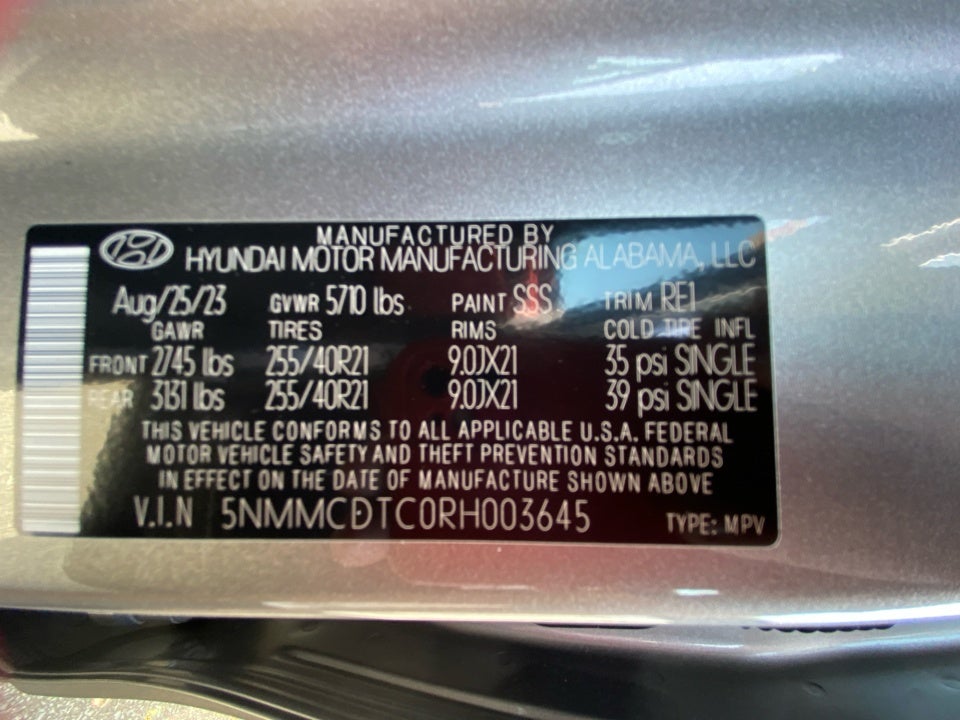 MANUFACTURED BY
HYUNDAI MOTOR MANUFACTURING ALABAMA, LLC
Aug/25/23 GVWR 5710 lbs PAINT SSS TRIM RE1
GAWR TIRES RIMS COLD TIRE INFL
FRONT 2745 lbs 255/40R21 9.0JX21 35 psi SINGLE
REAR 3131 lbs 255/40R21 9.0JX21 39 psi SINGLE
THIS VEHICLE CONFORMS TO ALL APPLICABLE U.S.A. FEDERAL
MOTOR VEHICLE SAFETY AND THEFT PREVENTION STANDARDS
IN EFFECT ON THE DATE OF MANUFACTURE SHOWN ABOVE
V.I.N 5NMMCDTC0RH003645 TYPE: MPV